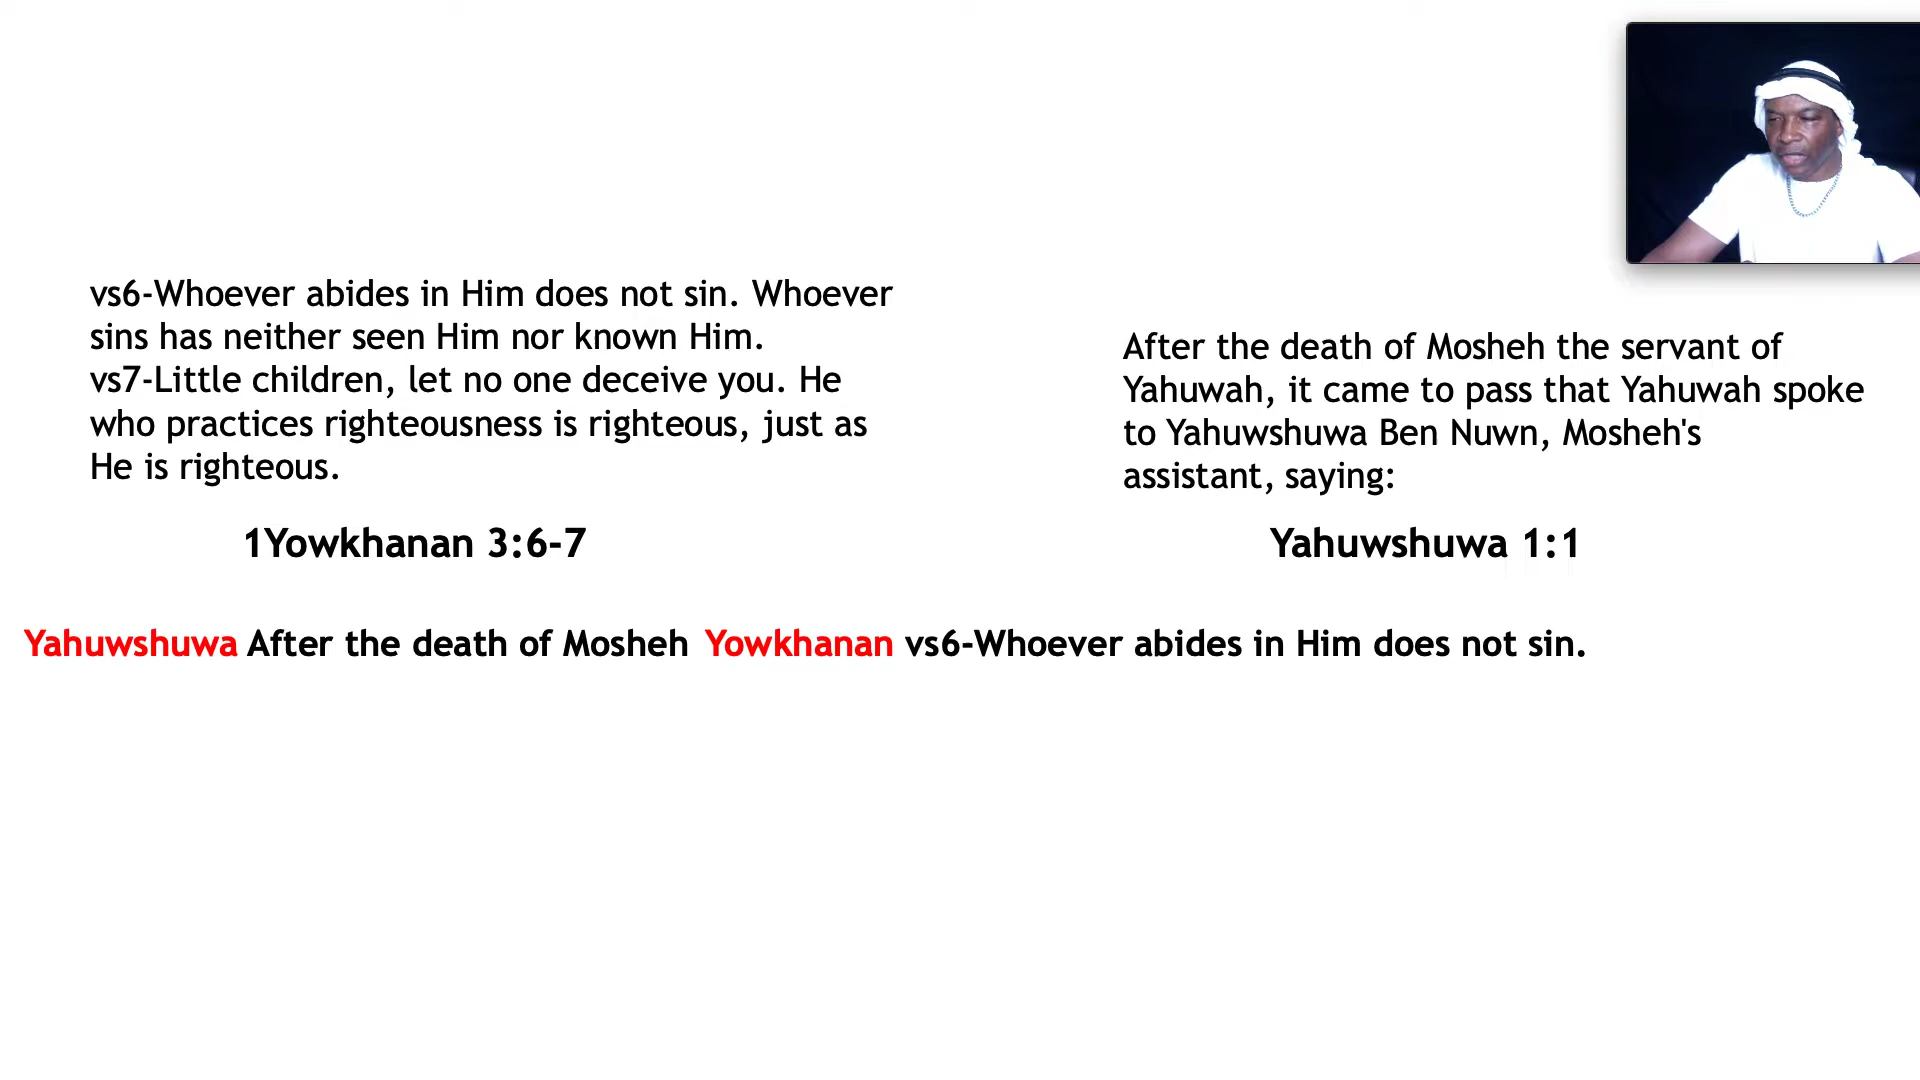 vs6-Whoever abides in Him does not sin. Whoever
sins has neither seen Him nor known Him.
vs7-Little children, let no one deceive you. He
who practices righteousness is righteous, just as
He is righteous.
1Yowkhanan 3:6-7
After the death of Mosheh the servant of
Yahuwah, it came to pass that Yahuwah spoke
to Yahuwshuwa Ben Nuwn, Mosheh's
assistant, saying:
Yahuwshuwa 1:1
Yahuwshuwa After the death of Mosheh Yowkhanan vs6-Whoever abides in Him does not sin.